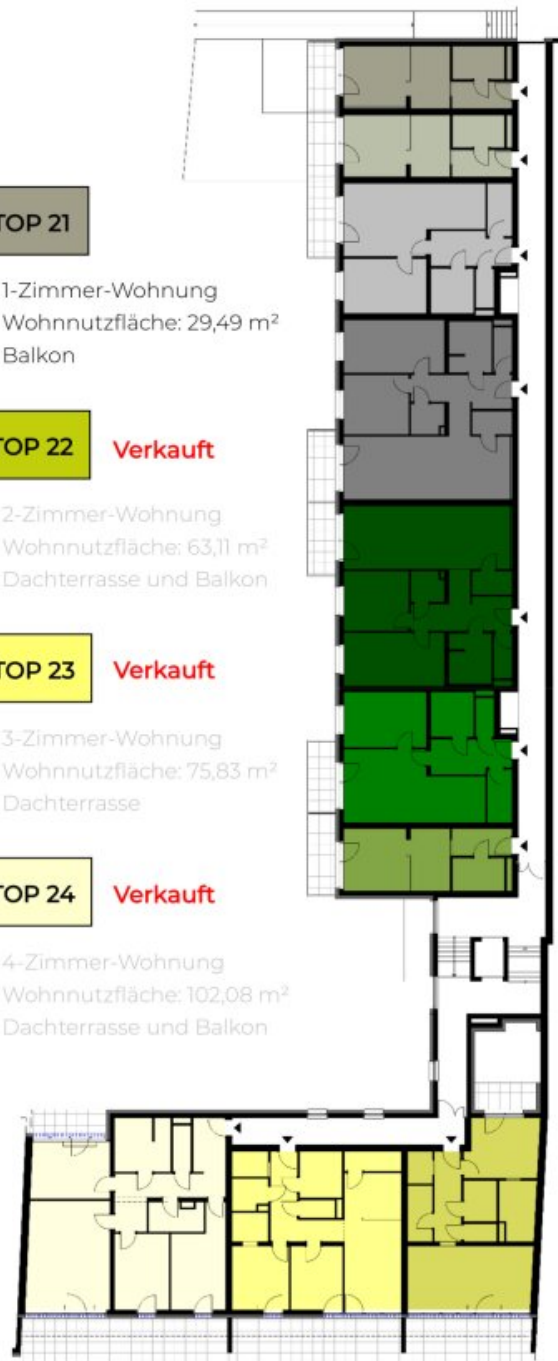 TOP 21
1-Zimmer-Wohnung
Wohnnutzfläche: 29,49 m²
Balkon
TOP 22 Verkauft
2-Zimmer-Wohnung
Wohnnutzfläche: 63,11 m²
Dachterrasse und Balkon
TOP 23 Verkauft
3-Zimmer-Wohnung
Wohnnutzfläche: 75,83 m²
Dachterrasse
TOP 24 Verkauft
4-Zimmer-Wohnung
Wohnnutzfläche: 102,08 m²
Dachterrasse und Balkon